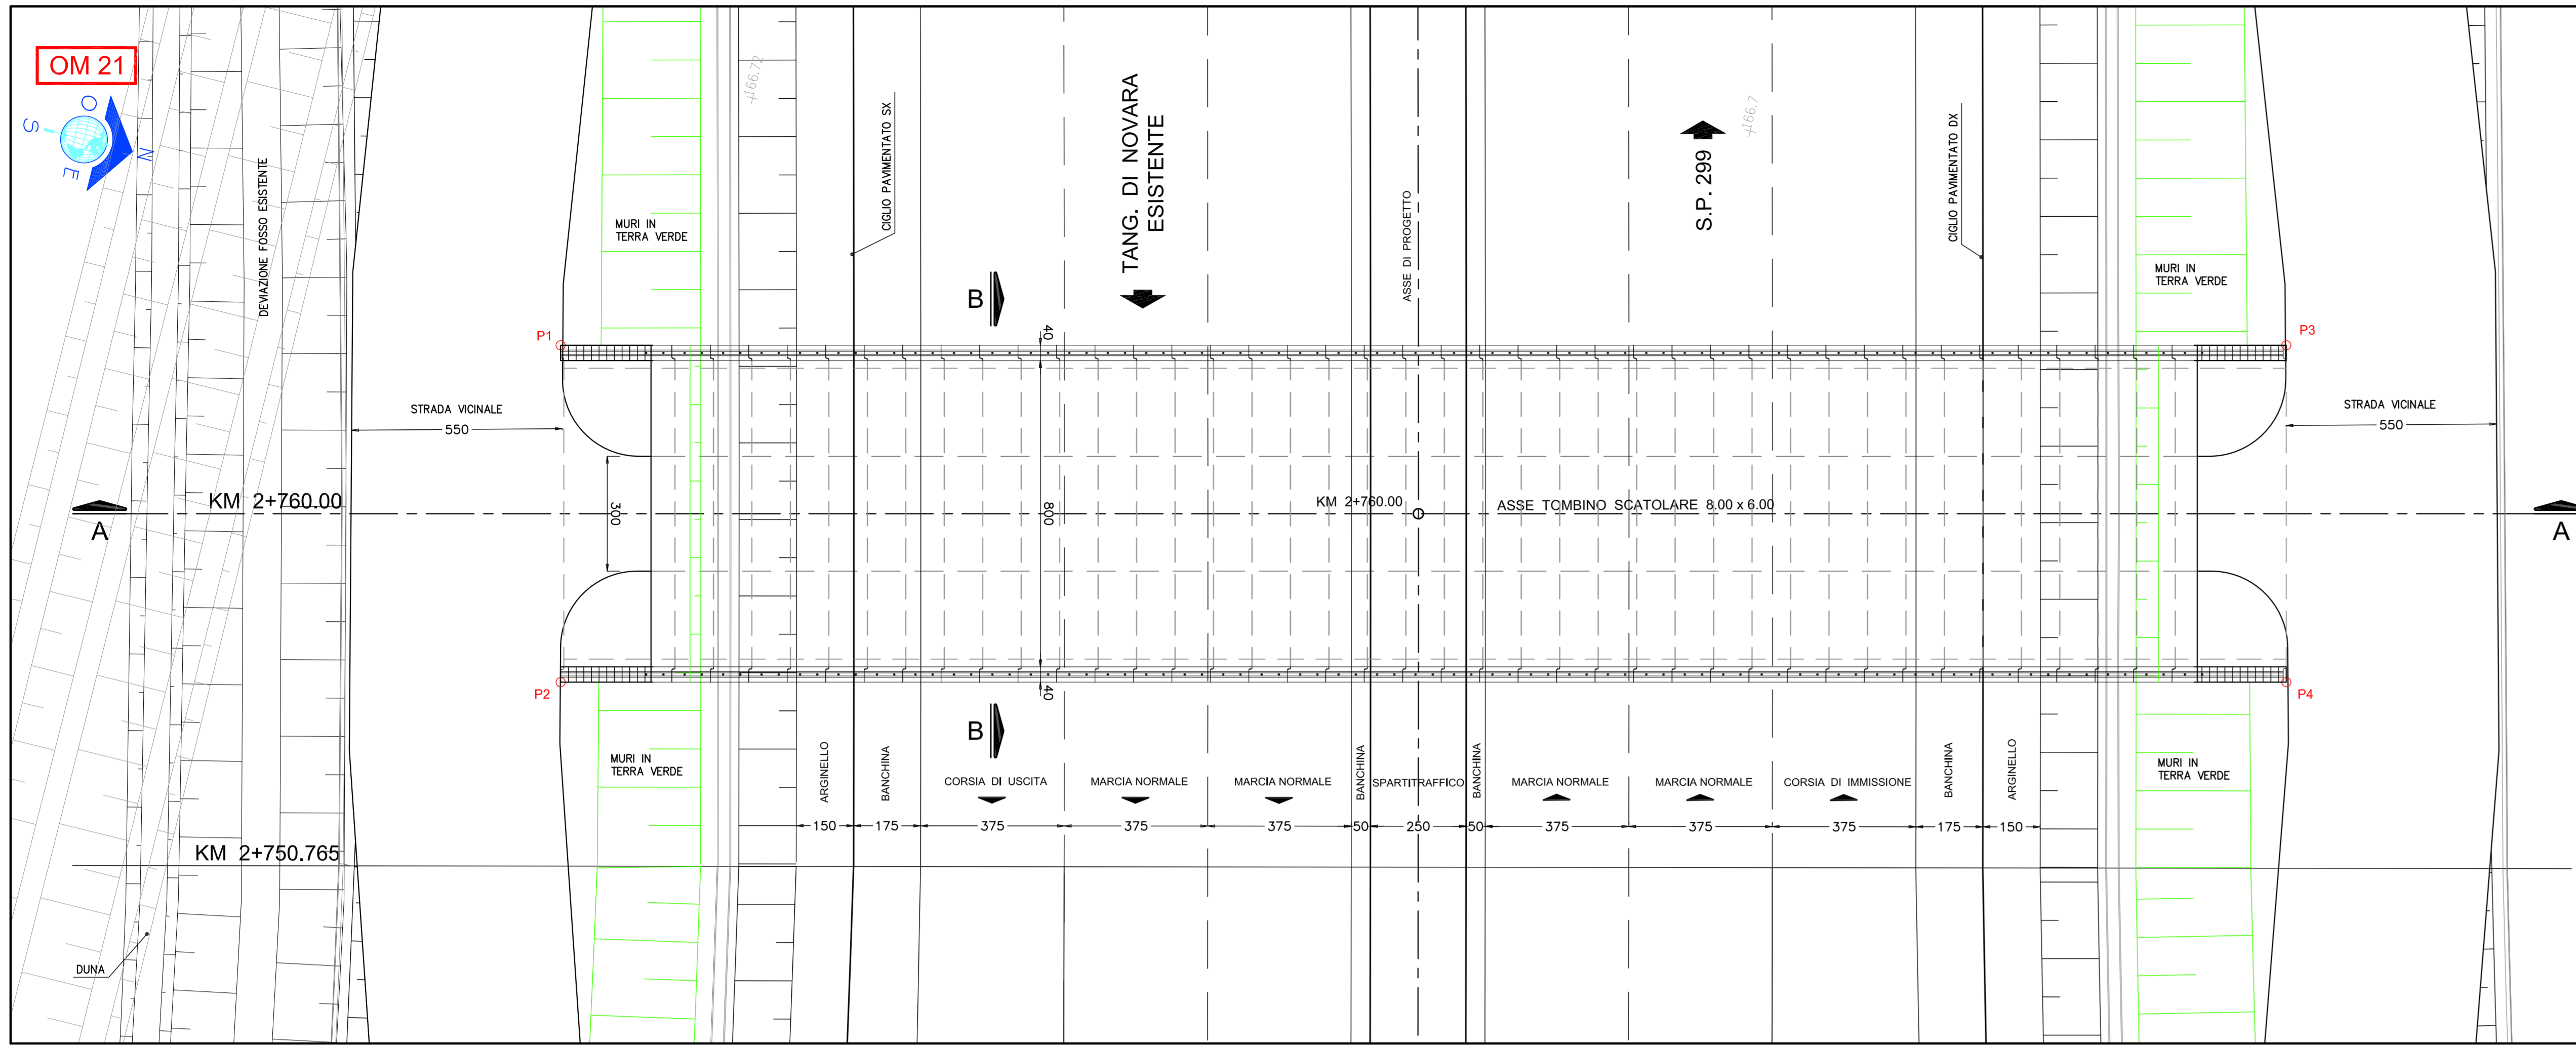 OM 21
O
S
N
E
DEVIAZIONE FOSSO ESISTENTE
MURI IN
TERRA VERDE
166.72
CIGLIO PAVIMENTATO SX
TANG. DI NOVARA
ESISTENTE
ASSE DI PROGETTO
S.P. 299
166.7
CIGLIO PAVIMENTATO DX
MURI IN
TERRA VERDE
B
P1
40
P3
STRADA VICINALE
550
STRADA VICINALE
550
KM 2+760.00
A
300
800
KM 2+760.00
ASSE TOMBINO SCATOLARE 8.00 x 6.00
A
P2
40
P4
B
MURI IN
TERRA VERDE
ARGINELLO
BANCHINA
CORSIA DI USCITA
MARCIA NORMALE
MARCIA NORMALE
BANCHINA
SPARTITRAFFICO
BANCHINA
MARCIA NORMALE
MARCIA NORMALE
CORSIA DI IMMISSIONE
BANCHINA
ARGINELLO
MURI IN
TERRA VERDE
150
175
375
375
375
50
250
50
375
375
375
175
150
KM 2+750.765
DUNA